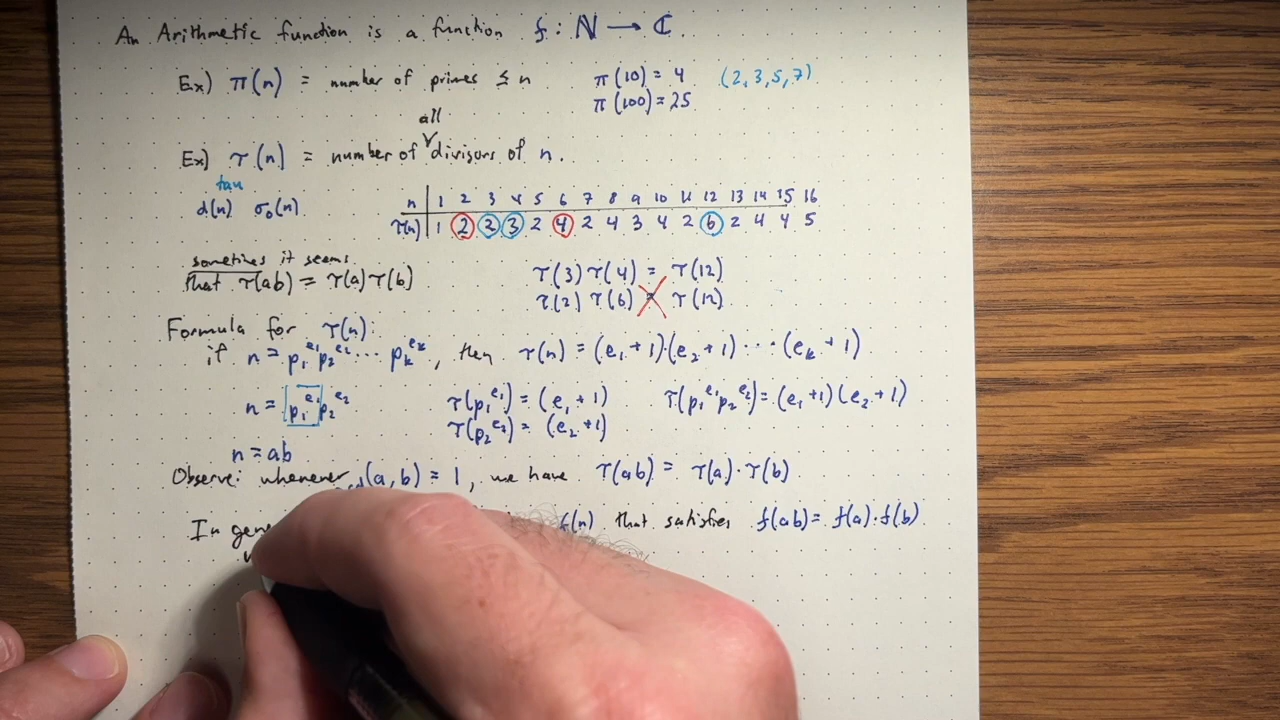 An Arithmetic function is a function f : ℕ → ℂ.
Ex) π(n) = number of primes ≤ n π(10) = 4 (2,3,5,7)
π(100) = 25
all
Ex) τ(n) = number of divisors of n.
tau
d(n) σ₀(n)
n 1 2 3 4 5 6 7 8 9 10 11 12 13 14 15 16
τ(n) 1 2 2 3 2 4 2 4 3 4 2 6 2 4 4 5
sometimes it seems
that τ(ab) = τ(a)τ(b)
τ(3)τ(4) = τ(12)
τ(2)τ(6) = τ(12)
Formula for τ(n):
if n = p₁^e₁ p₂^e₂ ··· pₖ^eₖ, then τ(n) = (e₁+1)·(e₂+1) ··· (eₖ+1)
n = p₁^e₁ p₂^e₂ τ(p₁^e₁) = (e₁+1) τ(p₁^e₁ p₂^e₂) = (e₁+1)(e₂+1)
τ(p₂^e₂) = (e₂+1)
n = ab
Observe: whenever (a,b) = 1, we have τ(ab) = τ(a)·τ(b)
In f(n) that satisfies f(ab) = f(a)·f(b)